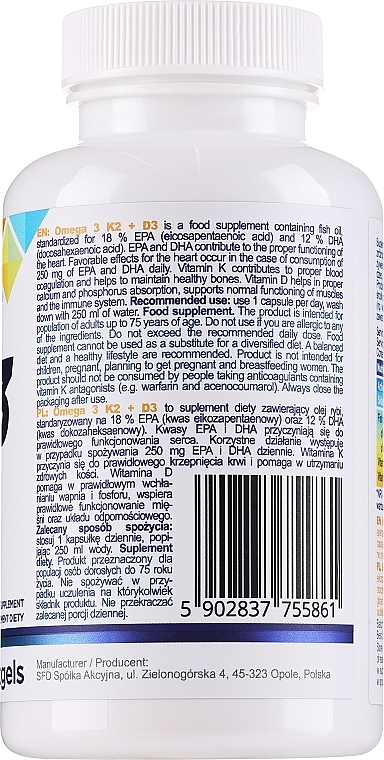 EN: Omega 3 K2 + D3 is a food supplement containing fish oil,
standardized for 18 % EPA (eicosapentaenoic acid) and 12 % DHA
(docosahexaenoic acid). EPA and DHA contribute to the proper functioning of
the heart. Favorable effects for the heart occur in the case of consumption of
250 mg of EPA and DHA daily. Vitamin K contributes to proper blood
coagulation and helps to maintain healthy bones. Vitamin D helps in proper
calcium and phosphorus absorption, supports normal functioning of muscles
and the immune system. Recommended use: use 1 capsule per day, wash
down with 250 ml of water. Food supplement. The product is intended for
population of adults up to 75 years of age. Do not use if you are allergic to any
of the ingredients. Do not exceed the recommended daily dose. Food
supplement cannot be used as a substitute for a diversified diet. A balanced
diet and a healthy lifestyle are recommended. Product is not intended for
children, pregnant, planning to get pregnant and breastfeeding women. The
product should not be consumed by people taking anticoagulants containing
vitamin K antagonists (e.g. warfarin and acenocoumarol). Always close the
packaging after use.
PL: Omega 3 K2 + D3 to suplement diety zawierający olej rybi,
standaryzowany na 18 % EPA (kwas eikozapentaenowy) oraz 12 % DHA
(kwas dokozaheksaenowy). Kwasy EPA i DHA przyczyniają się do
prawidłowego funkcjonowania serca. Korzystne działanie występuje
w przypadku spożywania 250 mg EPA i DHA dziennie. Witamina K
przyczynia się do prawidłowego krzepnięcia krwi i pomaga w utrzymaniu
zdrowych kości. Witamina D
pomaga w prawidłowym wchła-
nianiu wapnia i fosforu, wspiera
prawidłowe funkcjonowanie mię-
śni oraz układu odpornościowego.
Zalecany sposób spożycia:
stosuj 1 kapsułkę dziennie, popi-
jając 250 ml wody. Suplement
diety. Produkt przeznaczony dla
populacji osób dorosłych do 75 roku
życia. Nie spożywać w przy-
padku uczulenia na którykolwiek
składnik produktu. Nie przekraczać
zalecanej porcji dziennej.
5 902837 755861
3
SUPPLEMENT
MENT DIETY
gels
Manufacturer / Producent:
SFD Spółka Akcyjna, ul. Zielonogórska 4, 45-323 Opole, Polska